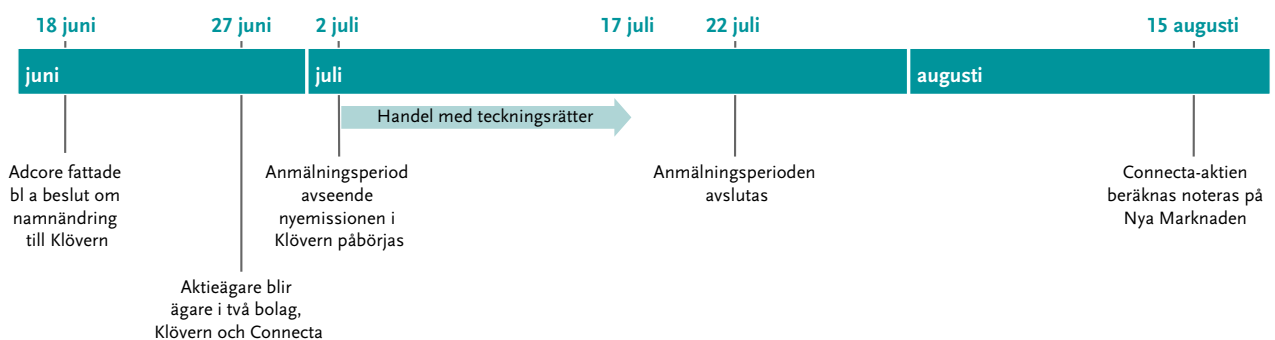 18 juni
27 juni
2 juli
17 juli
22 juli
15 augusti
juni
juli
augusti
Handel med teckningsrätter
Adcore fattade
bl a beslut om
namnändring
till Klövern
Aktieägare blir
ägare i två bolag,
Klövern och Connecta
Anmälningsperiod
avseende
nyemissionen i
Klövern påbörjas
Anmälningsperioden
avslutas
Connecta-aktien
beräknas noteras på
Nya Marknaden